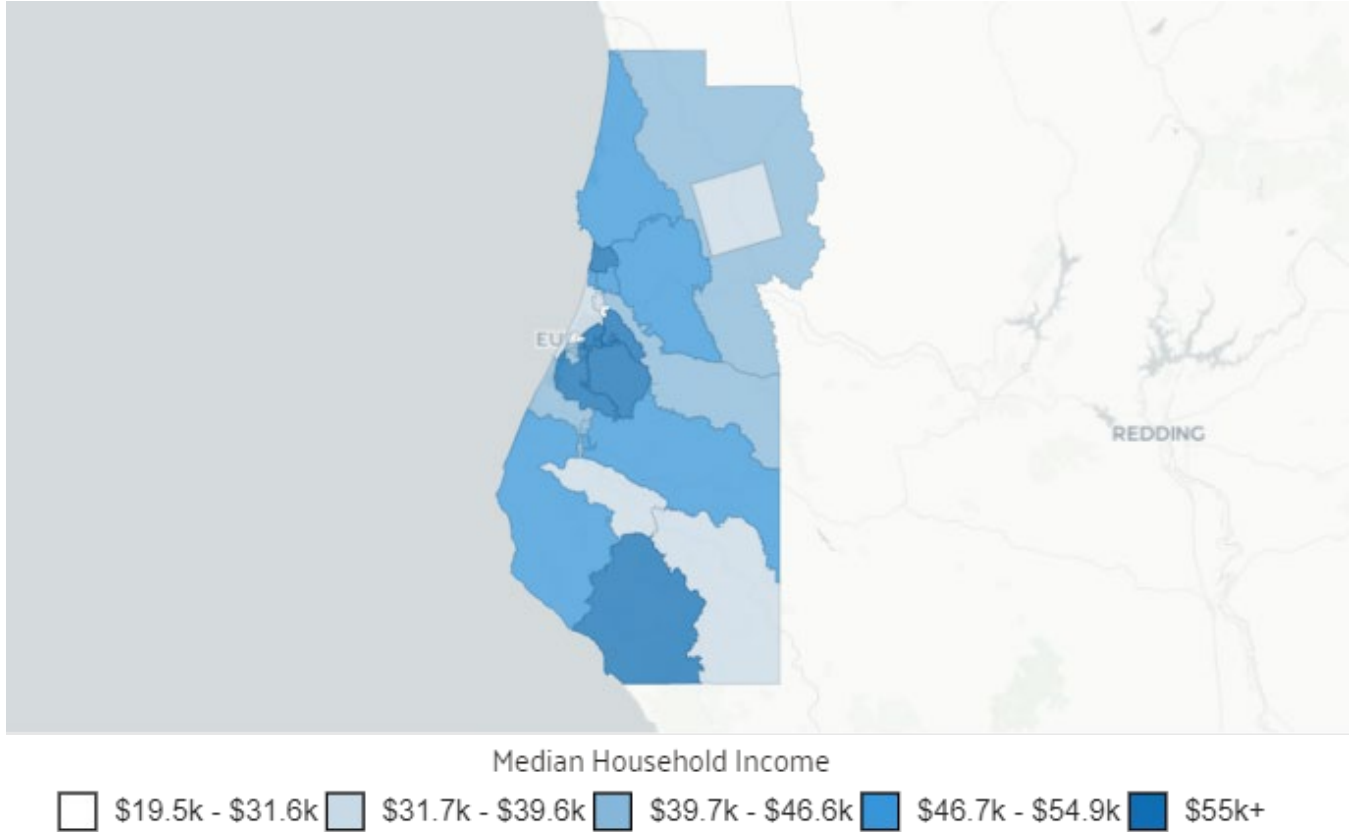 EU
REDDING
Median Household Income
$19.5k - $31.6k $31.7k - $39.6k $39.7k - $46.6k $46.7k - $54.9k $55k+